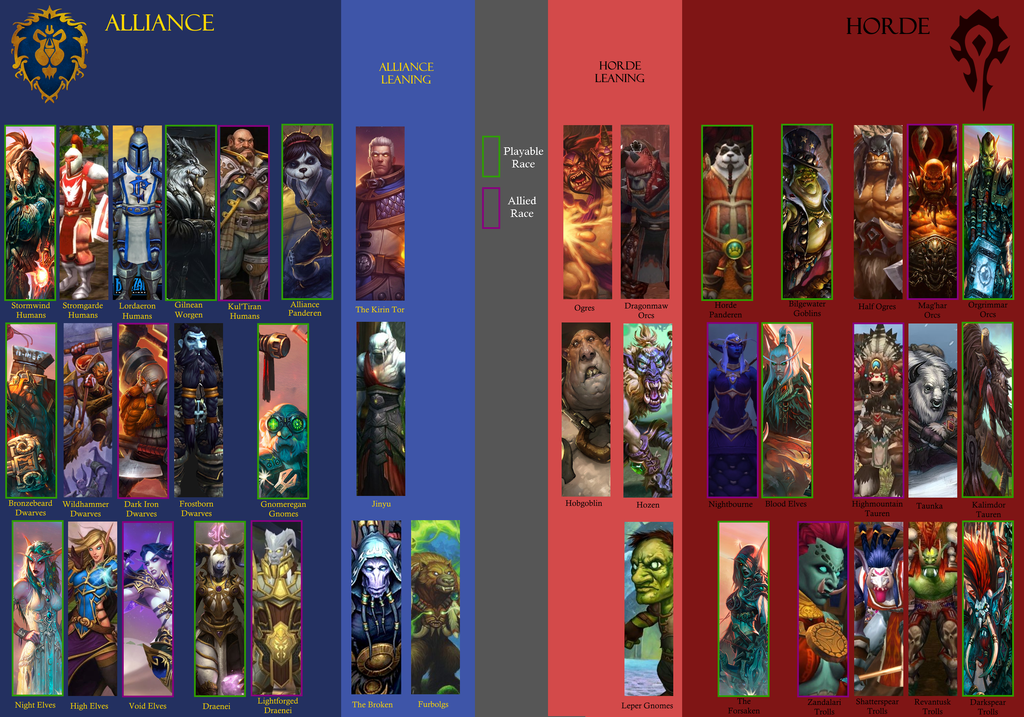 ALLIANCE
HORDE
ALLIANCE
LEANING
HORDE
LEANING
Playable
Race
Allied
Race
Stormwind
Humans
Stromgarde
Humans
Lordaeron
Humans
Gilnean
Worgen
Kul'Tiran
Humans
Alliance
Panderen
The Kirin Tor
Ogres
Dragonmaw
Orcs
Horde
Panderen
Bilgewater
Goblins
Half Ogres
Mag'har
Orcs
Orgrimmar
Orcs
Bronzebeard
Dwarves
Wildhammer
Dwarves
Dark Iron
Dwarves
Frostborn
Dwarves
Gnomeregan
Gnomes
Jinyu
Hobgoblin
Hozen
Nightbourne
Blood Elves
Highmountain
Tauren
Taunka
Kalimdor
Tauren
Night Elves
High Elves
Void Elves
Draenei
Lightforged
Draenei
The Broken
Furbolgs
Leper Gnomes
The
Forsaken
Zandalari
Trolls
Shatterspear
Trolls
Revantusk
Trolls
Darkspear
Trolls